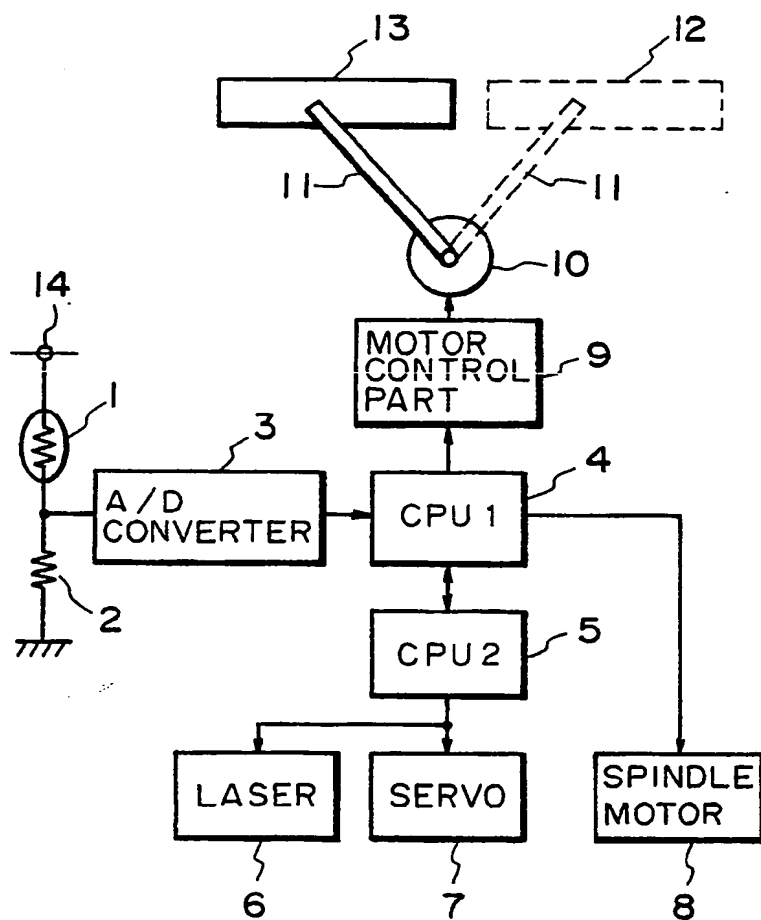 13
12
11
11
10
14
MOTOR
CONTROL
PART
9
1
3
4
A/D
CONVERTER
CPU 1
2
5
CPU 2
LASER
SERVO
SPINDLE
MOTOR
6
7
8